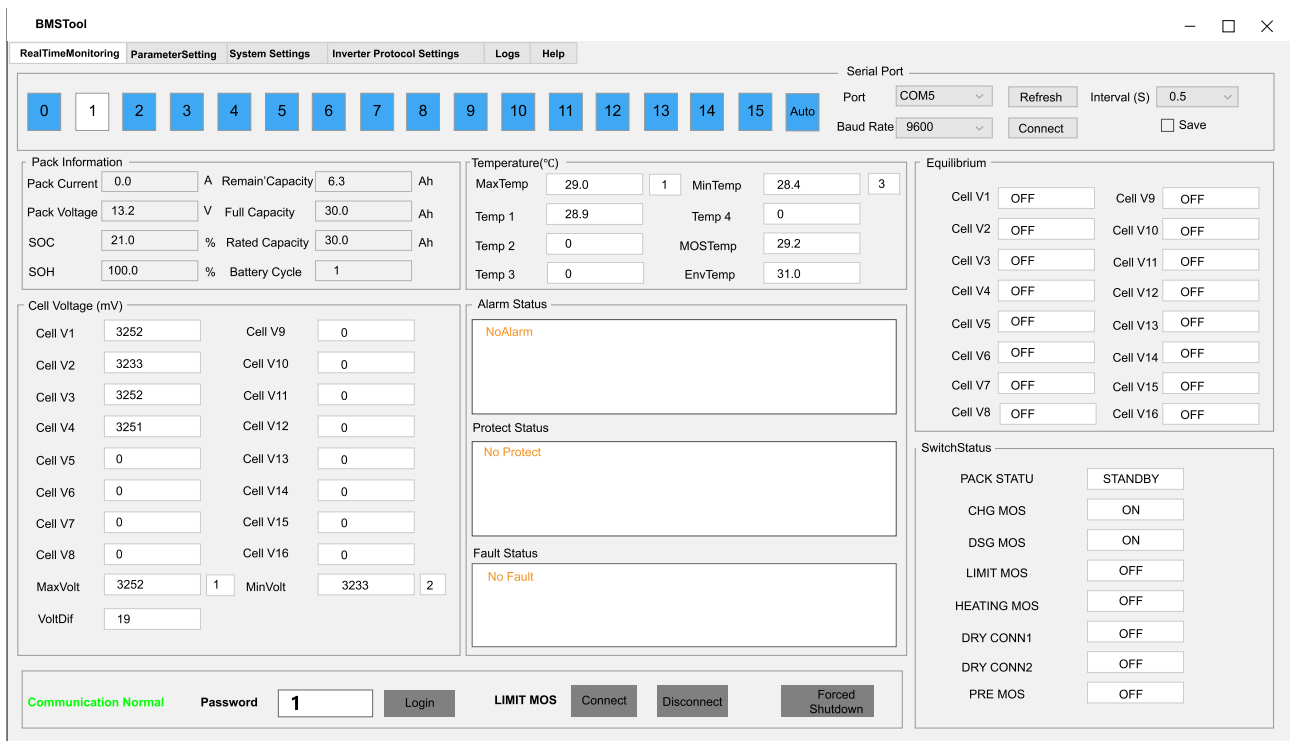 BMSTool
RealTimeMonitoring ParameterSetting System Settings Inverter Protocol Settings Logs Help
Serial Port
0 1 2 3 4 5 6 7 8 9 10 11 12 13 14 15 Auto
Port COM5 Refresh Interval (S) 0.5
Baud Rate 9600 Connect Save
Pack Information
Pack Current 0.0 A Remain'Capacity 6.3 Ah
Pack Voltage 13.2 V Full Capacity 30.0 Ah
SOC 21.0 % Rated Capacity 30.0 Ah
SOH 100.0 % Battery Cycle 1
Temperature(℃)
MaxTemp 29.0 1 MinTemp 28.4 3
Temp 1 28.9 Temp 4 0
Temp 2 0 MOSTemp 29.2
Temp 3 0 EnvTemp 31.0
Equilibrium
Cell V1 OFF Cell V9 OFF
Cell V2 OFF Cell V10 OFF
Cell V3 OFF Cell V11 OFF
Cell V4 OFF Cell V12 OFF
Cell V5 OFF Cell V13 OFF
Cell V6 OFF Cell V14 OFF
Cell V7 OFF Cell V15 OFF
Cell V8 OFF Cell V16 OFF
Cell Voltage (mV)
Cell V1 3252 Cell V9 0
Cell V2 3233 Cell V10 0
Cell V3 3252 Cell V11 0
Cell V4 3251 Cell V12 0
Cell V5 0 Cell V13 0
Cell V6 0 Cell V14 0
Cell V7 0 Cell V15 0
Cell V8 0 Cell V16 0
MaxVolt 3252 1 MinVolt 3233 2
VoltDif 19
Alarm Status
NoAlarm
Protect Status
No Protect
Fault Status
No Fault
SwitchStatus
PACK STATU STANDBY
CHG MOS ON
DSG MOS ON
LIMIT MOS OFF
HEATING MOS OFF
DRY CONN1 OFF
DRY CONN2 OFF
PRE MOS OFF
Communication Normal Password 1 Login LIMIT MOS Connect Disconnect Forced
Shutdown